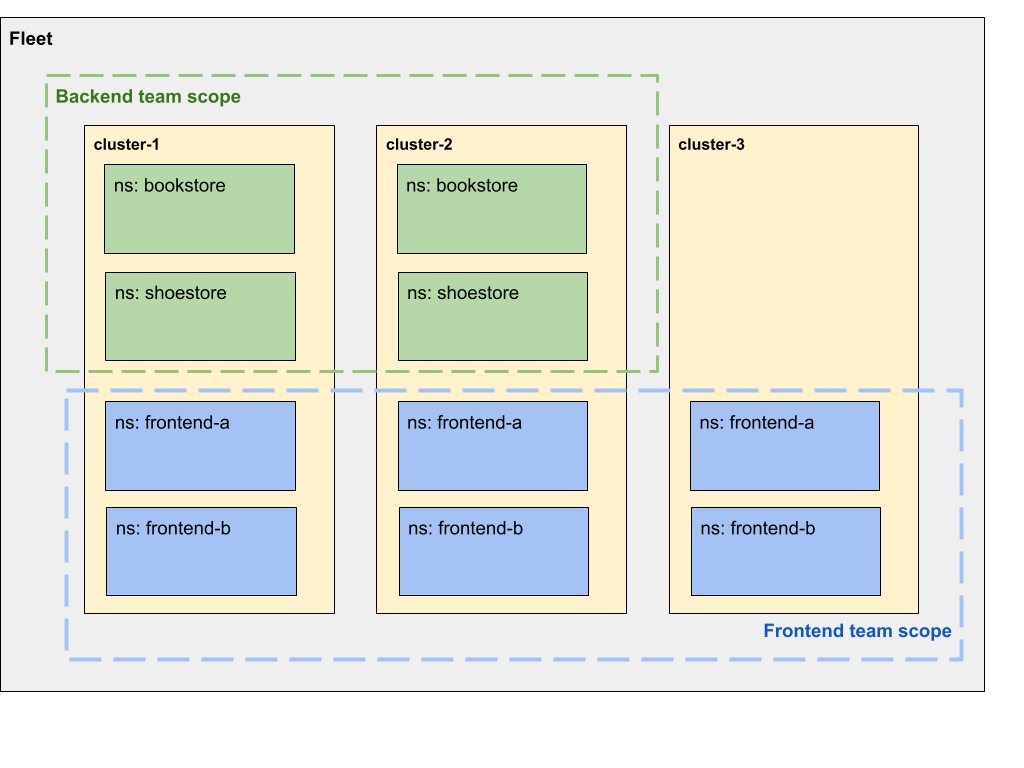 Fleet
Backend team scope
cluster-1
ns: bookstore
ns: shoestore
ns: frontend-a
ns: frontend-b
cluster-2
ns: bookstore
ns: shoestore
ns: frontend-a
ns: frontend-b
cluster-3
ns: frontend-a
ns: frontend-b
Frontend team scope